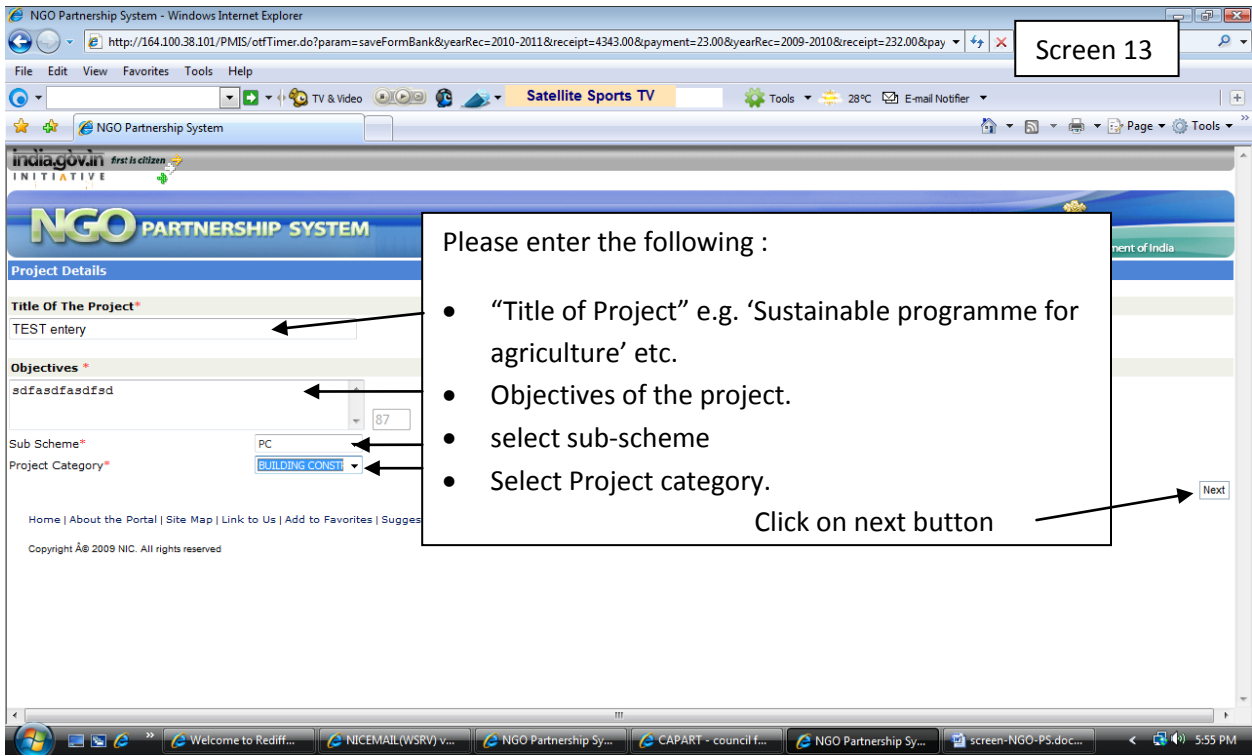 NGO Partnership System - Windows Internet Explorer
http://164.100.38.101/PMIS/otfTimer.do?param=saveFormBank&yearRec=2010-2011&receipt=4343.00&payment=23.00&yearRec=2009-2010&receipt=232.00&pay
Screen 13
File Edit View Favorites Tools Help
TV & Video Satellite Sports TV Tools 28°C E-mail Notifier
NGO Partnership System Page Tools
india.gov.in first is citizen
INITIATIVE
NGO PARTNERSHIP SYSTEM
ment of India
Project Details
Title Of The Project*
TEST entery
Objectives *
sdfasdfasdfsd
87
Sub Scheme* PC
Project Category* BUILDING CONST
Please enter the following :
• “Title of Project” e.g. ‘Sustainable programme for
agriculture’ etc.
• Objectives of the project.
• select sub-scheme
• Select Project category.
Click on next button
Next
Home | About the Portal | Site Map | Link to Us | Add to Favorites | Sugges
Copyright Â® 2009 NIC. All rights reserved
Welcome to Rediff... NICEMAIL(WSRV) v... NGO Partnership Sy... CAPART - council f... NGO Partnership Sy... screen-NGO-PS.doc... 5:55 PM